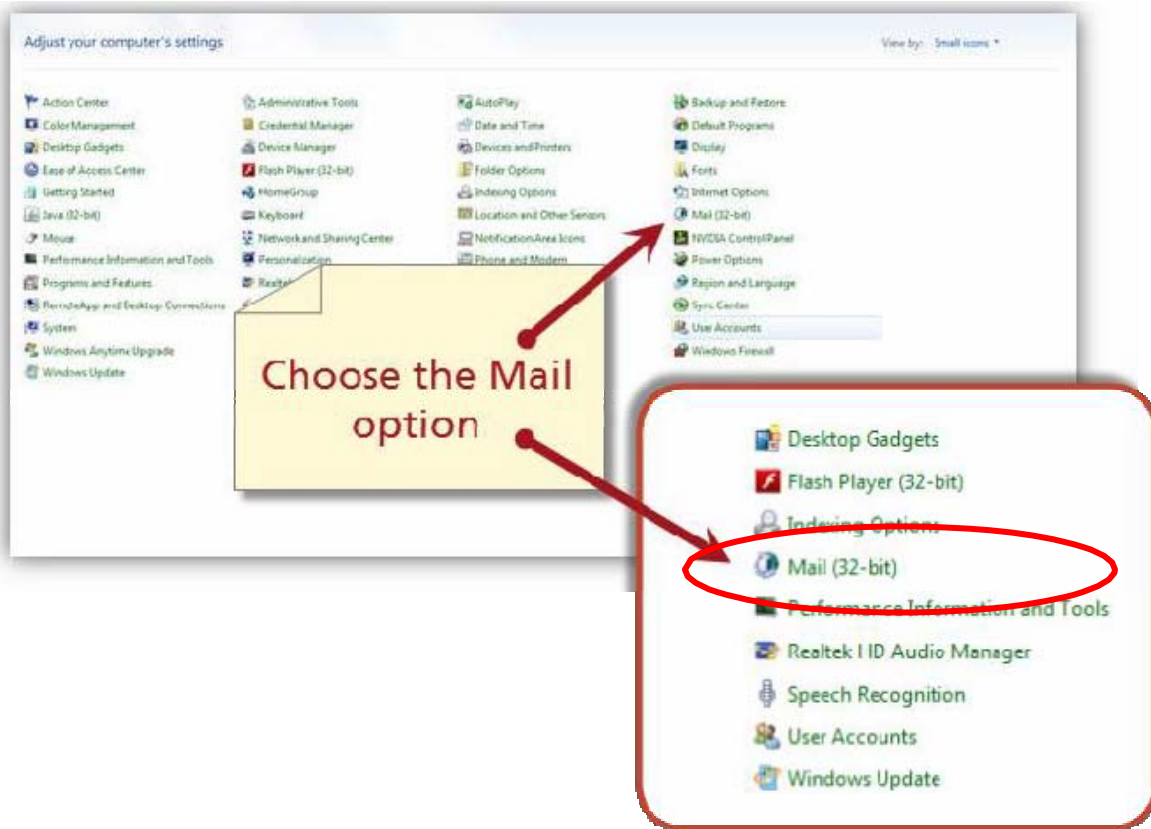 Adjust your computer's settings
View by: Small icons
Action Center
Administrative Tools
AutoPlay
Backup and Restore
Color Management
Credential Manager
Date and Time
Default Programs
Desktop Gadgets
Device Manager
Devices and Printers
Display
Ease of Access Center
Flash Player (32-bit)
Folder Options
Fonts
Getting Started
HomeGroup
Indexing Options
Internet Options
Java (32-bit)
Keyboard
Location and Other Sensors
Mail (32-bit)
Mouse
Network and Sharing Center
Notification Area Icons
NVIDIA Control Panel
Performance Information and Tools
Personalization
Phone and Modem
Power Options
Programs and Features
Realtek
Region and Language
RemoteApp and Desktop Connections
Sync Center
System
User Accounts
Windows Anytime Upgrade
Windows Firewall
Windows Update
Choose the Mail
option
Desktop Gadgets
Flash Player (32-bit)
Indexing Options
Mail (32-bit)
Performance Information and Tools
Realtek HD Audio Manager
Speech Recognition
User Accounts
Windows Update